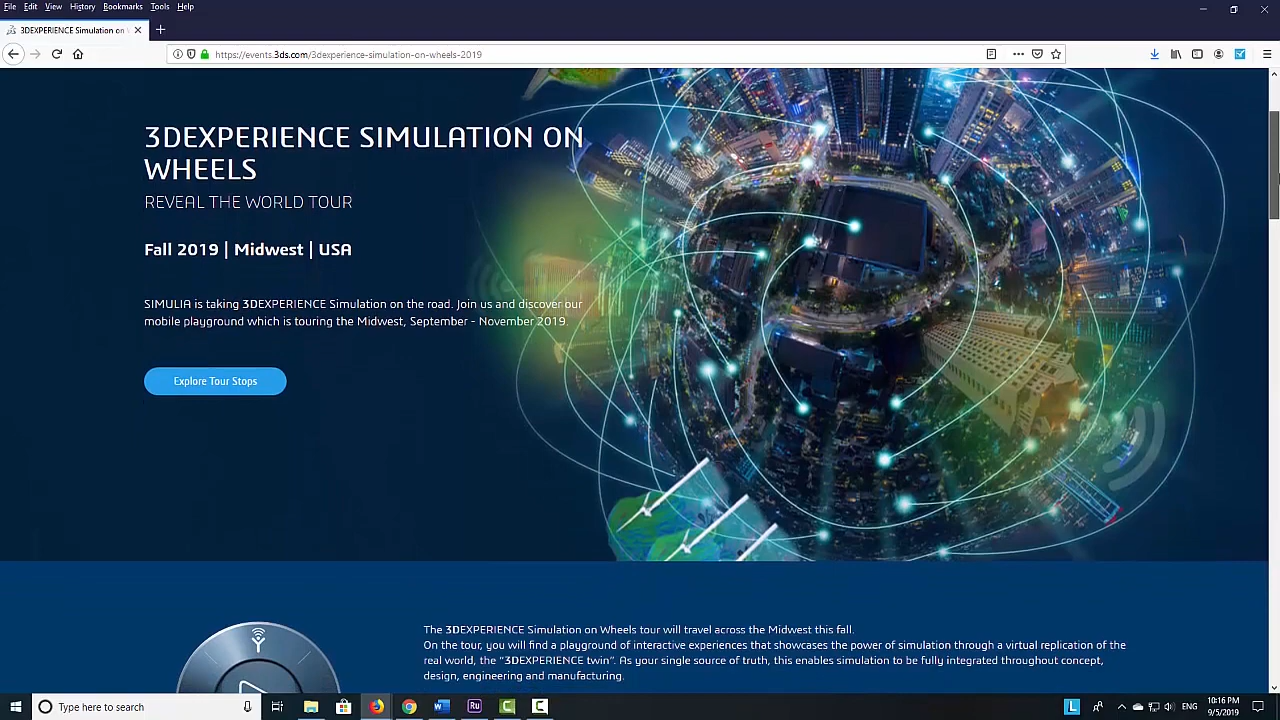 File Edit View History Bookmarks Tools Help
3DEXPERIENCE Simulation on W
https://events.3ds.com/3dexperience-simulation-on-wheels-2019
3DEXPERIENCE SIMULATION ON
WHEELS
REVEAL THE WORLD TOUR
Fall 2019 | Midwest | USA
SIMULIA is taking 3DEXPERIENCE Simulation on the road. Join us and discover our
mobile playground which is touring the Midwest, September - November 2019.
Explore Tour Stops
The 3DEXPERIENCE Simulation on Wheels tour will travel across the Midwest this fall.
On the tour, you will find a playground of interactive experiences that showcases the power of simulation through a virtual replication of the
real world, the "3DEXPERIENCE twin". As your single source of truth, this enables simulation to be fully integrated throughout concept,
design, engineering and manufacturing.
Type here to search
W
Ru
L
ENG
10:16 PM
9/5/2019